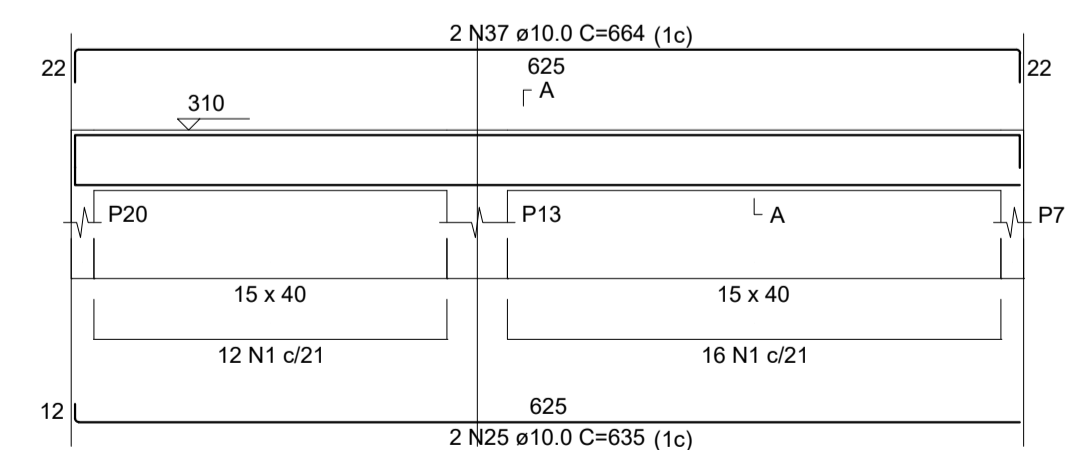 2 N37 ø10.0 C=664 (1c)
22 625 22
A
310
P20 P13 A P7
15 x 40 15 x 40
12 N1 c/21 16 N1 c/21
12 625
2 N25 ø10.0 C=635 (1c)